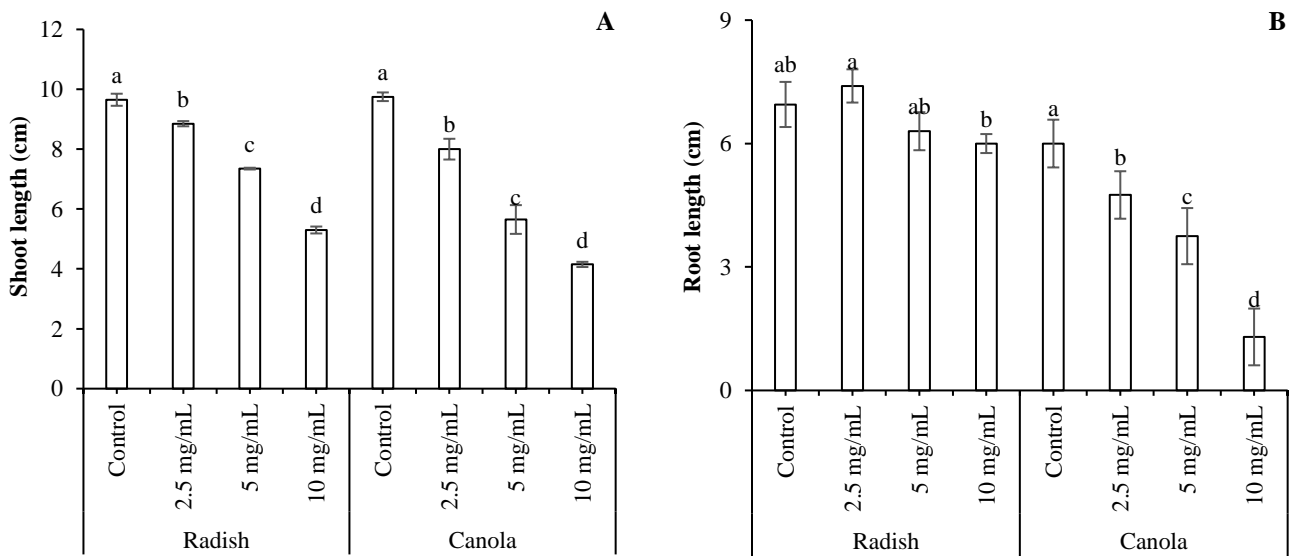 A
Shoot length (cm)
12
10
8
6
4
2
0
a
b
c
d
a
b
c
d
Control
2.5 mg/mL
5 mg/mL
10 mg/mL
Control
2.5 mg/mL
5 mg/mL
10 mg/mL
Radish
Canola
B
Root length (cm)
9
6
3
0
ab
a
ab
b
a
b
c
d
Control
2.5 mg/mL
5 mg/mL
10 mg/mL
Control
2.5 mg/mL
5 mg/mL
10 mg/mL
Radish
Canola